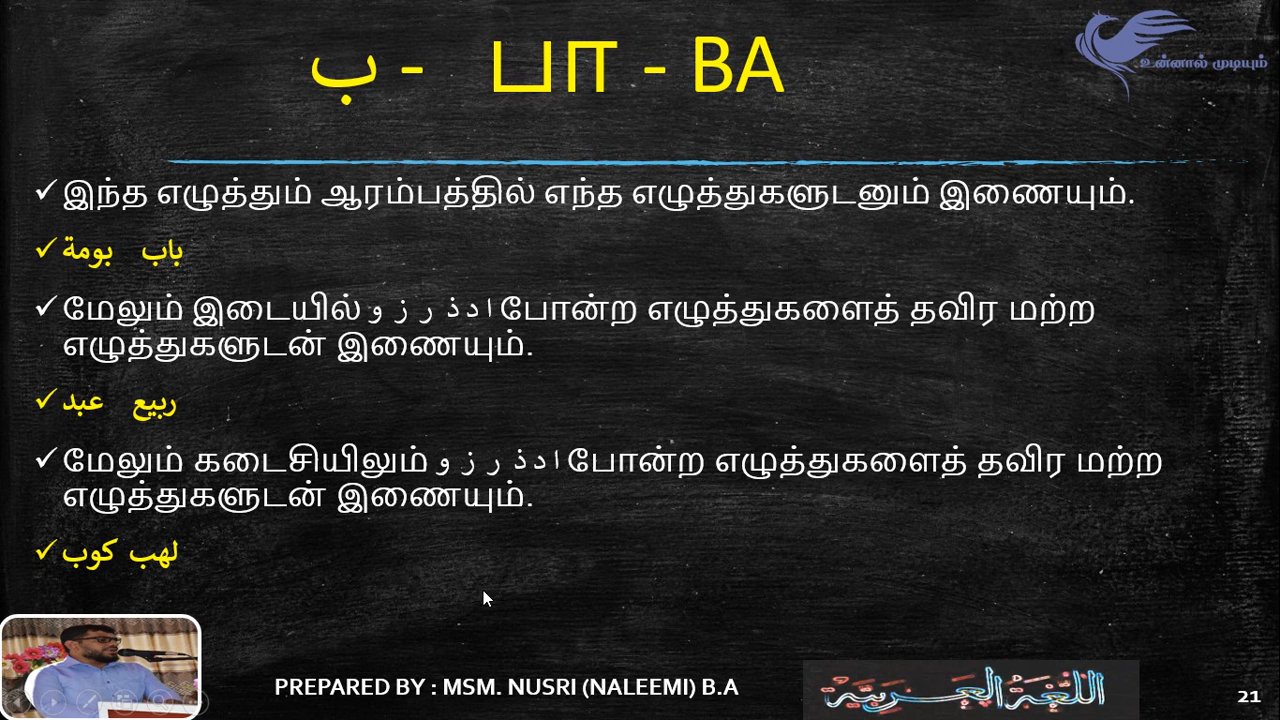 ب - பா - BA
உன்னால் முடியும்
இந்த எழுத்தும் ஆரம்பத்தில் எந்த எழுத்துகளுடனும் இணையும்.
باب بومة
மேலும் இடையில் ا د ذ ر ز و போன்ற எழுத்துகளைத் தவிர மற்ற
எழுத்துகளுடன் இணையும்.
ربيع عبد
மேலும் கடைசியிலும் ا د ذ ر ز و போன்ற எழுத்துகளைத் தவிர மற்ற
எழுத்துகளுடன் இணையும்.
لهب كوب
PREPARED BY : MSM. NUSRI (NALEEMI) B.A
اللُّغَةُ الْعَرَبِيَّةُ
21